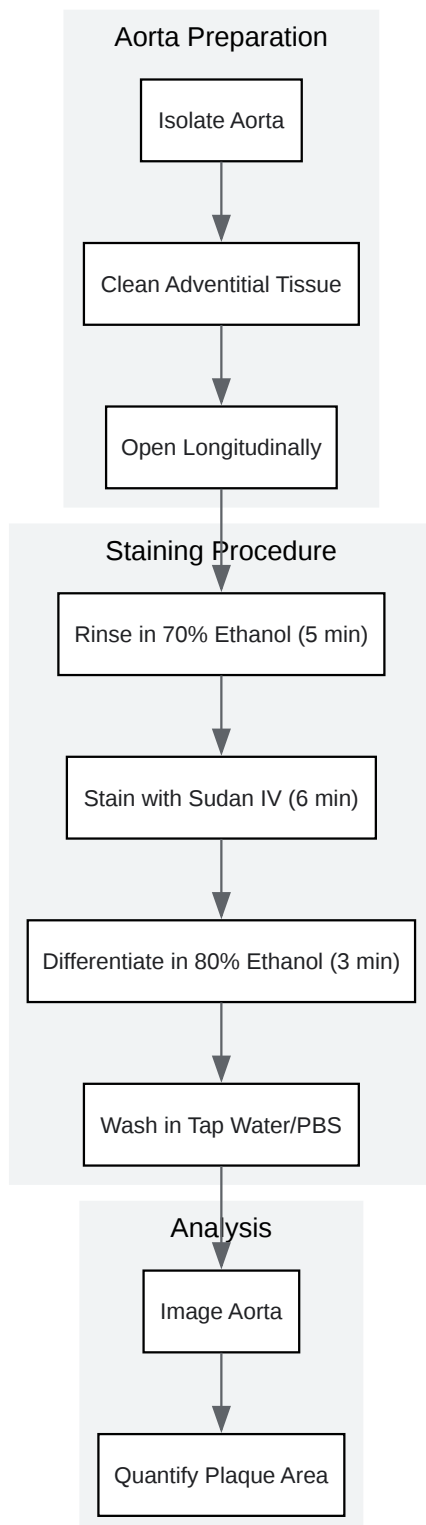 Aorta Preparation
Isolate Aorta
Clean Adventitial Tissue
Open Longitudinally
Staining Procedure
Rinse in 70% Ethanol (5 min)
Stain with Sudan IV (6 min)
Differentiate in 80% Ethanol (3 min)
Wash in Tap Water/PBS
Analysis
Image Aorta
Quantify Plaque Area